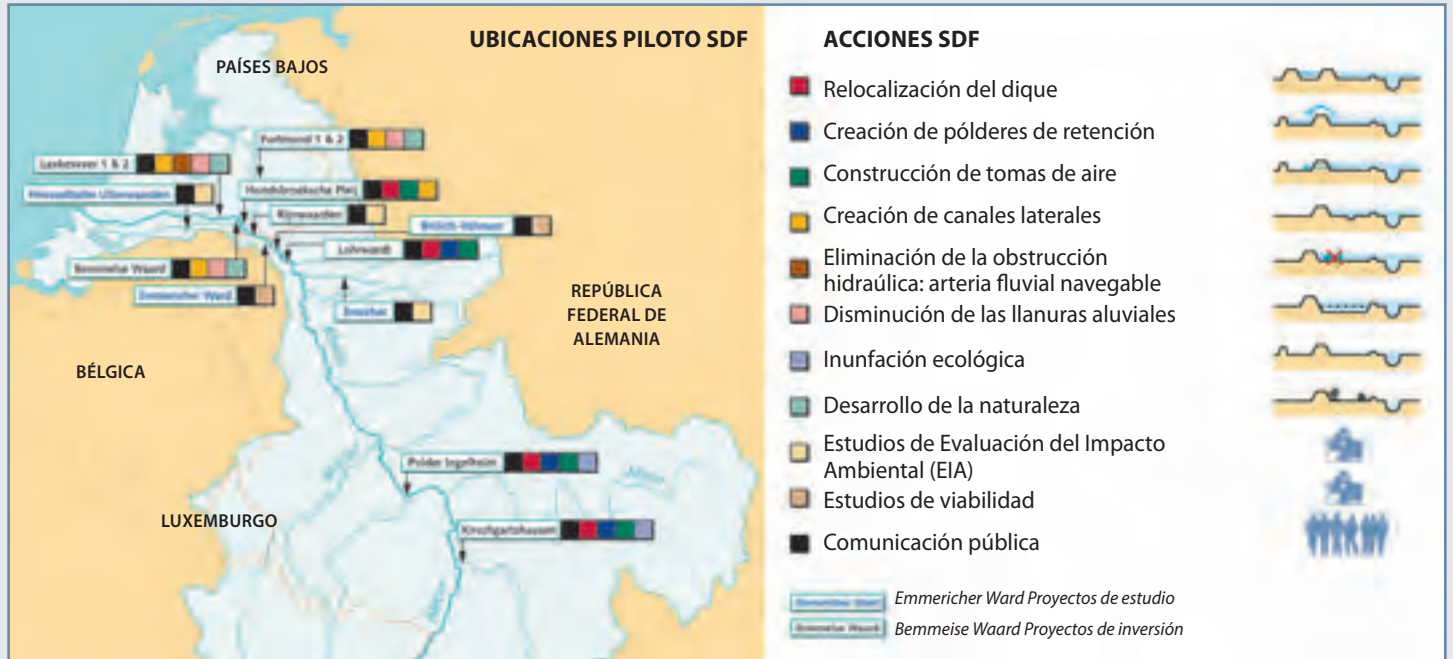 UBICACIONES PILOTO SDF
PAÍSES BAJOS
Fortmond 1 & 2
Lexkesveer 1 & 2
Hondsbroeksche Pleij
Rijnwaarden
Lohrwardt
Bemmelse Waard
Emmericher Ward
REPÚBLICA
FEDERAL DE
ALEMANIA
BÉLGICA
Polder Ingelheim
LUXEMBURGO
Kirschgartshausen
ACCIONES SDF
Relocalización del dique
Creación de pólderes de retención
Construcción de tomas de aire
Creación de canales laterales
Eliminación de la obstrucción
hidraúlica: arteria fluvial navegable
Disminución de las llanuras aluviales
Inunfación ecológica
Desarrollo de la naturaleza
Estudios de Evaluación del Impacto
Ambiental (EIA)
Estudios de viabilidad
Comunicación pública
Emmericher Ward Proyectos de estudio
Bemmeise Waard Proyectos de inversión